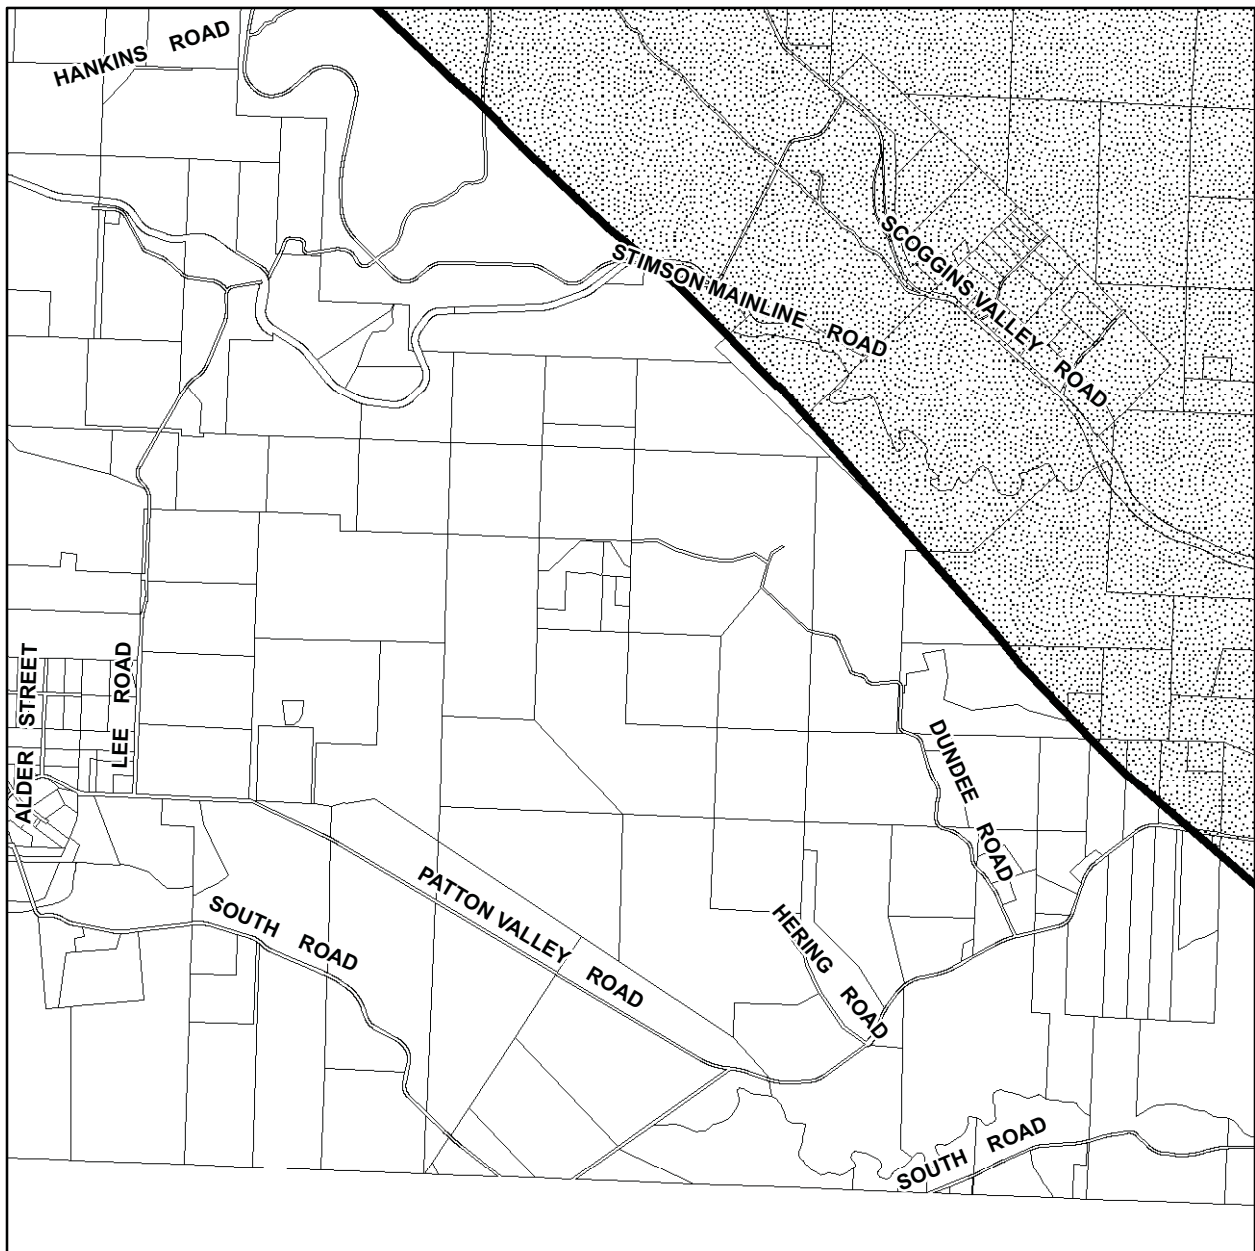 HANKINS ROAD
STIMSON MAINLINE ROAD
SCOGGINS VALLEY ROAD
ALDER STREET
LEE ROAD
DUNDEE ROAD
PATTON VALLEY ROAD
SOUTH ROAD
HERING ROAD
SOUTH ROAD